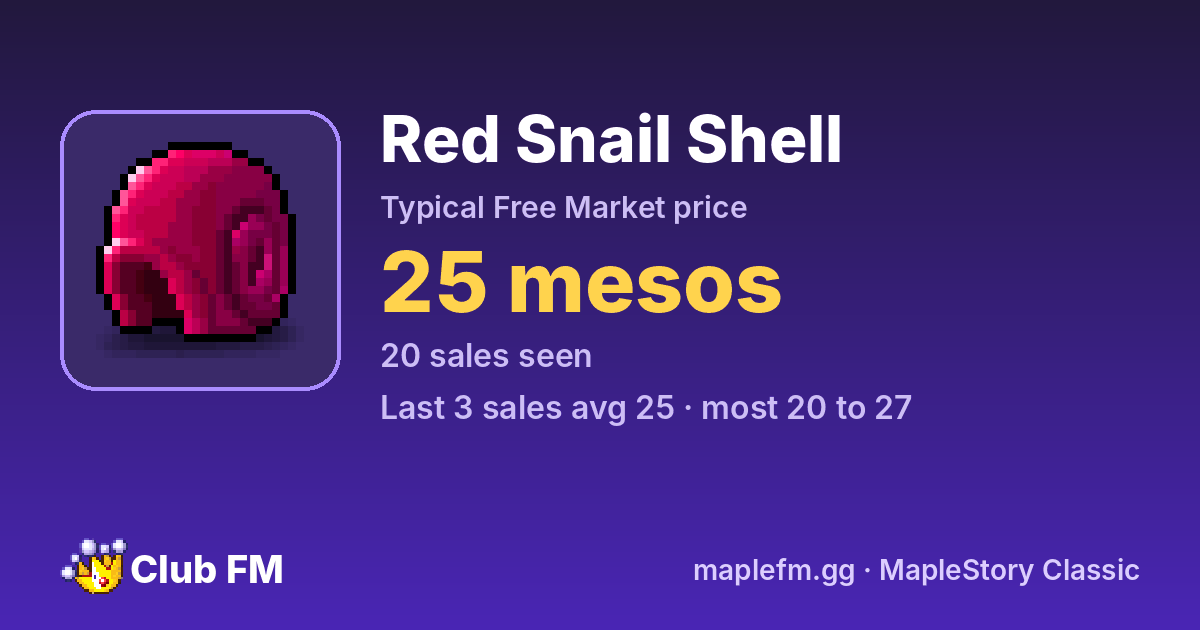 Red Snail Shell
Typical Free Market price
25 mesos
20 sales seen
Last 3 sales avg 25 · most 20 to 27
Club FM
maplefm.gg · MapleStory Classic